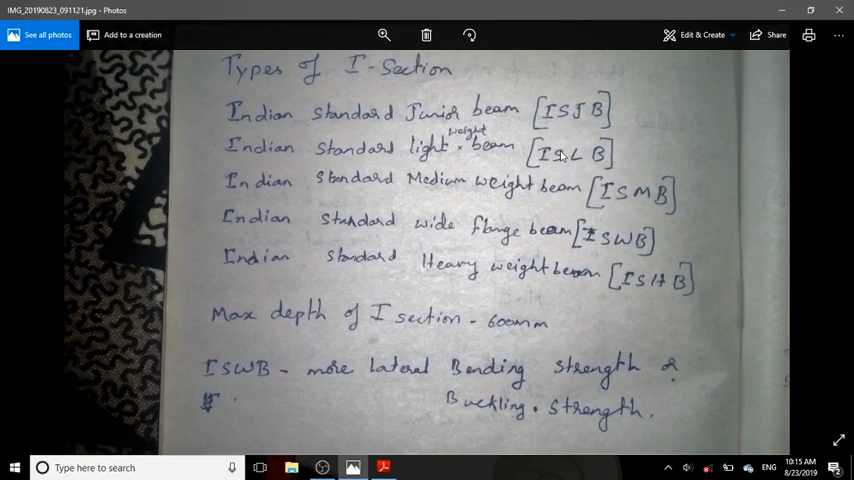 IMG_20190823_091121.jpg - Photos
See all photos
Add to a creation
Edit & Create
Share
Types of I-Section
Indian Standard Junior beam [ISJB]
weight
Indian Standard light x beam [ISLB]
Indian Standard Medium weight beam [ISMB]
Indian Standard wide flange beam [ISWB]
Indian Standard Heavy weight beam [ISHB]
Max depth of I section - 600mm
ISWB - more Lateral Bending Strength &
Buckling. Strength.
Type here to search
ENG
10:15 AM
8/23/2019
2